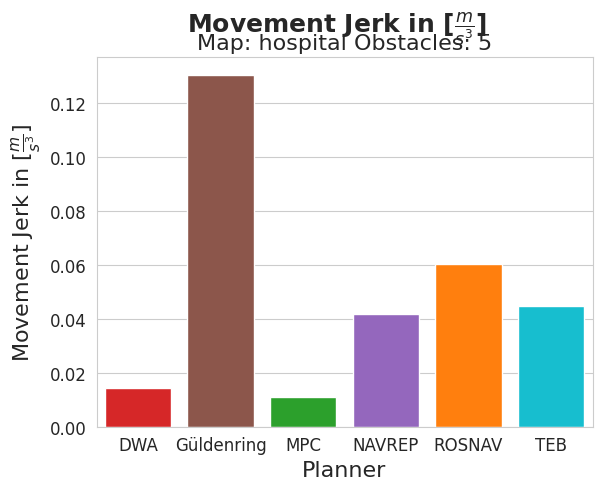 Movement Jerk in [m/s³]
Map: hospital Obstacles: 5
Movement Jerk in [m/s³]
0.12
0.10
0.08
0.06
0.04
0.02
0.00
DWA Güldenring MPC NAVREP ROSNAV TEB
Planner